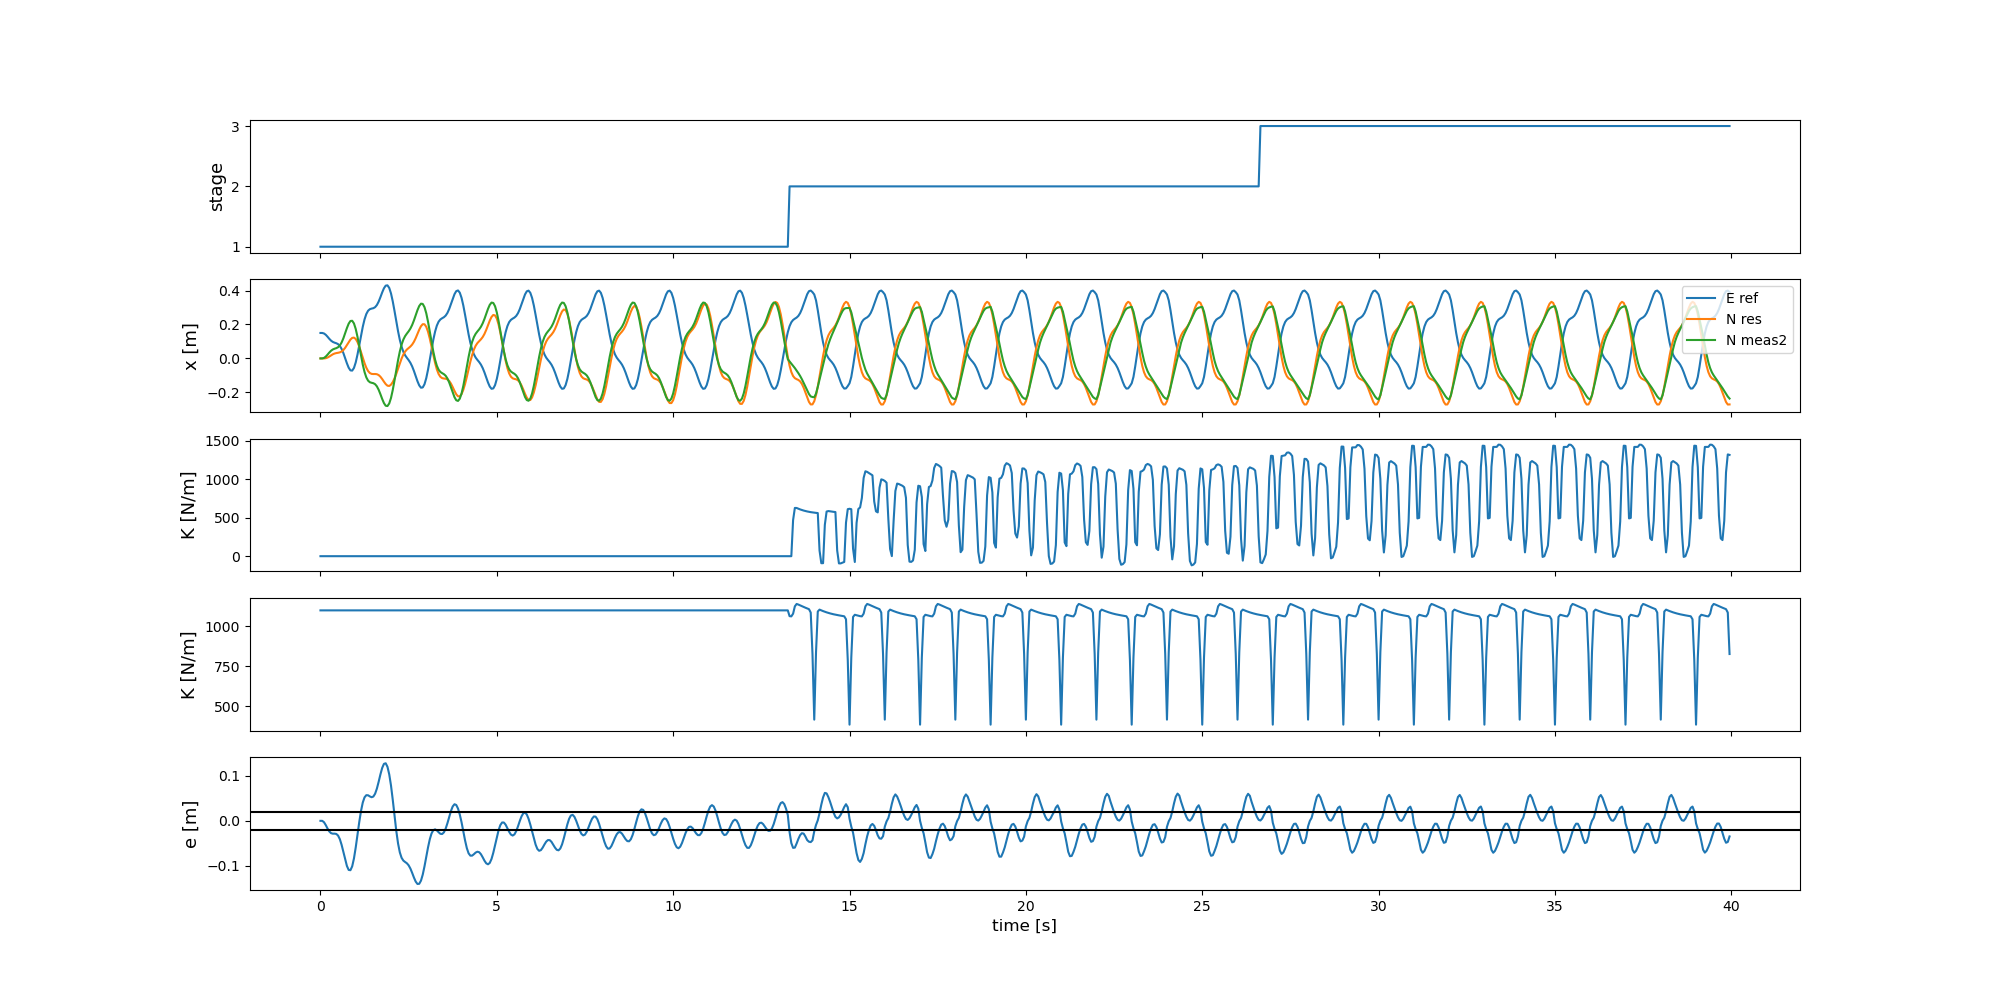 3
2
1
stage
0.4
0.2
0.0
−0.2
x [m]
E ref
N res
N meas2
1500
1000
500
0
K [N/m]
1000
750
500
K [N/m]
0.1
0.0
−0.1
e [m]
0 5 10 15 20 25 30 35 40
time [s]